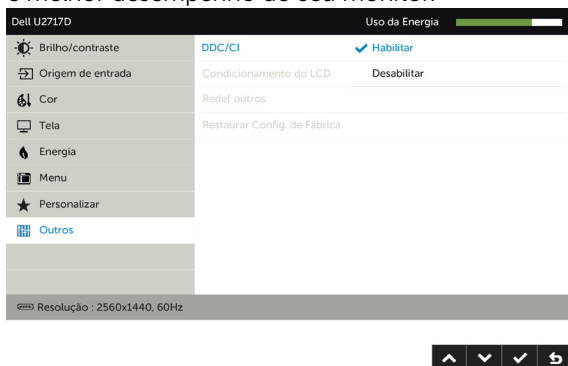 o melhor desempenho do seu monitor.
Dell U2717D Uso da Energia
Brilho/contraste DDC/CI Habilitar
Origem de entrada Condicionamento do LCD Desabilitar
Cor Redef outros
Tela Restaurar Config. de Fábrica
Energia
Menu
Personalizar
Outros
Resolução : 2560x1440, 60Hz